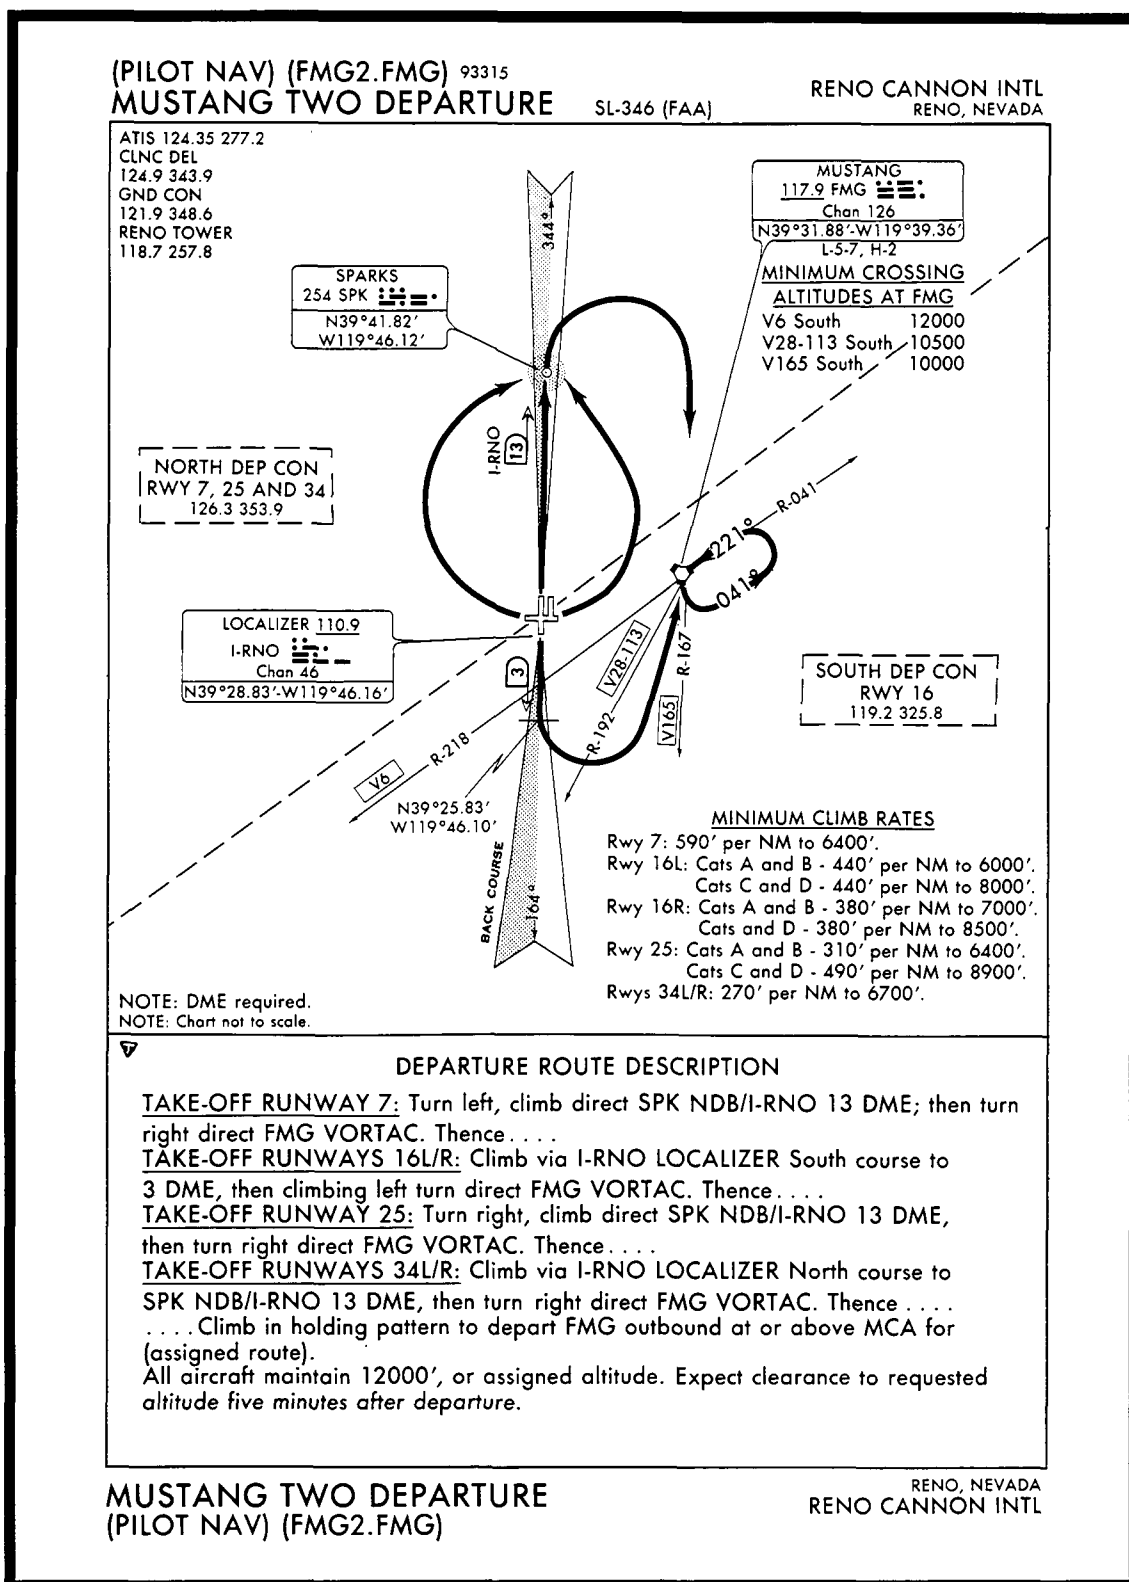 (PILOT NAV) (FMG2.FMG) 93315
MUSTANG TWO DEPARTURE
SL-346 (FAA)
RENO CANNON INTL
RENO, NEVADA
ATIS 124.35 277.2
CLNC DEL
124.9 343.9
GND CON
121.9 348.6
RENO TOWER
118.7 257.8
MUSTANG
117.9 FMG
Chan 126
N39°31.88'-W119°39.36'
L-5-7, H-2
MINIMUM CROSSING
ALTITUDES AT FMG
V6 South 12000
V28-113 South 10500
V165 South 10000
344°
SPARKS
254 SPK
N39°41.82'
W119°46.12'
I-RNO
13
NORTH DEP CON
RWY 7, 25 AND 34
126.3 353.9
R-041
221°
041°
LOCALIZER 110.9
I-RNO
Chan 46
N39°28.83'-W119°46.16'
3
V28-113
R-167
R-192
V165
R-218
V6
SOUTH DEP CON
RWY 16
119.2 325.8
N39°25.83'
W119°46.10'
BACK COURSE
164°
MINIMUM CLIMB RATES
Rwy 7: 590' per NM to 6400'.
Rwy 16L: Cats A and B - 440' per NM to 6000'.
Cats C and D - 440' per NM to 8000'.
Rwy 16R: Cats A and B - 380' per NM to 7000'.
Cats and D - 380' per NM to 8500'.
Rwy 25: Cats A and B - 310' per NM to 6400'.
Cats C and D - 490' per NM to 8900'.
Rwys 34L/R: 270' per NM to 6700'.
NOTE: DME required.
NOTE: Chart not to scale.
T
DEPARTURE ROUTE DESCRIPTION
TAKE-OFF RUNWAY 7: Turn left, climb direct SPK NDB/I-RNO 13 DME; then turn
right direct FMG VORTAC. Thence . . . .
TAKE-OFF RUNWAYS 16L/R: Climb via I-RNO LOCALIZER South course to
3 DME, then climbing left turn direct FMG VORTAC. Thence . . . .
TAKE-OFF RUNWAY 25: Turn right, climb direct SPK NDB/I-RNO 13 DME,
then turn right direct FMG VORTAC. Thence . . . .
TAKE-OFF RUNWAYS 34L/R: Climb via I-RNO LOCALIZER North course to
SPK NDB/I-RNO 13 DME, then turn right direct FMG VORTAC. Thence . . . .
. . . . Climb in holding pattern to depart FMG outbound at or above MCA for
(assigned route).
All aircraft maintain 12000', or assigned altitude. Expect clearance to requested
altitude five minutes after departure.
MUSTANG TWO DEPARTURE
(PILOT NAV) (FMG2.FMG)
RENO, NEVADA
RENO CANNON INTL